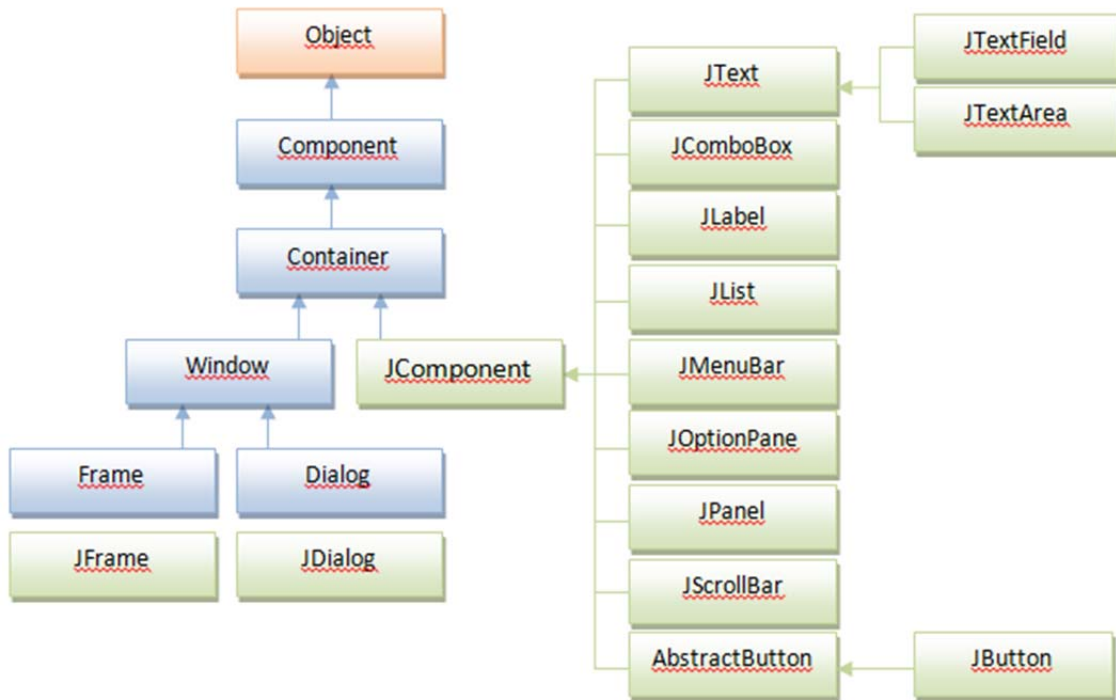 Object
JTextField
JText
JTextArea
Component
JComboBox
JLabel
Container
JList
Window
JComponent
JMenuBar
JOptionPane
Frame
Dialog
JPanel
JFrame
JDialog
JScrollBar
AbstractButton
JButton